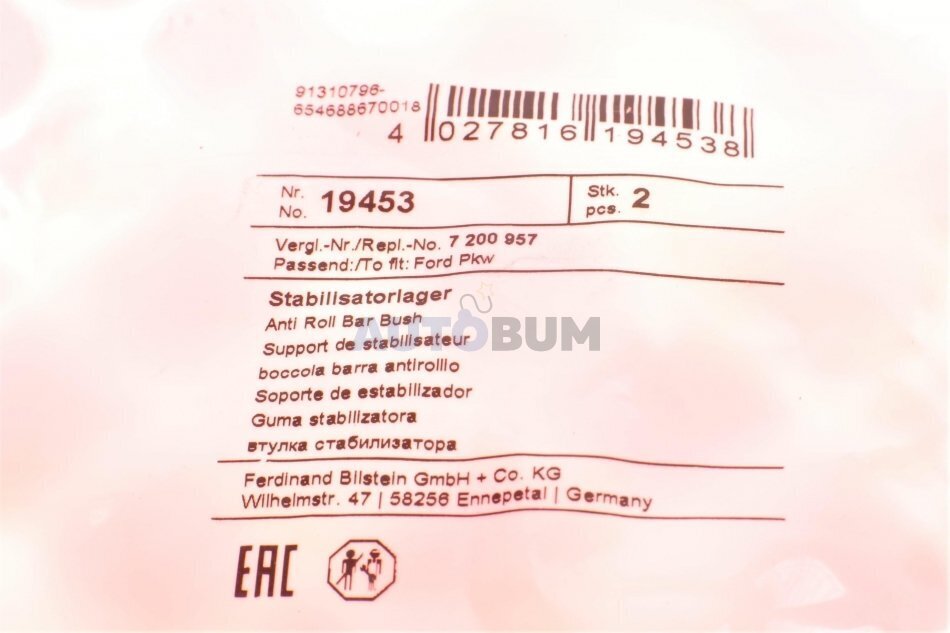 91310796-
654688670018
4 027816 194538
Nr.
No. 19453
Stk.
pcs. 2
Vergl.-Nr./Repl.-No. 7 200 957
Passend:/To fit: Ford Pkw
Stabilisatorlager
Anti Roll Bar Bush
AUTOBUM
Support de stabilisateur
boccola barra antirollio
Soporte de estabilizador
Guma stabilizatora
втулка стабилизатора
Ferdinand Bilstein GmbH + Co. KG
Wilhelmstr. 47 | 58256 Ennepetal | Germany
EAC